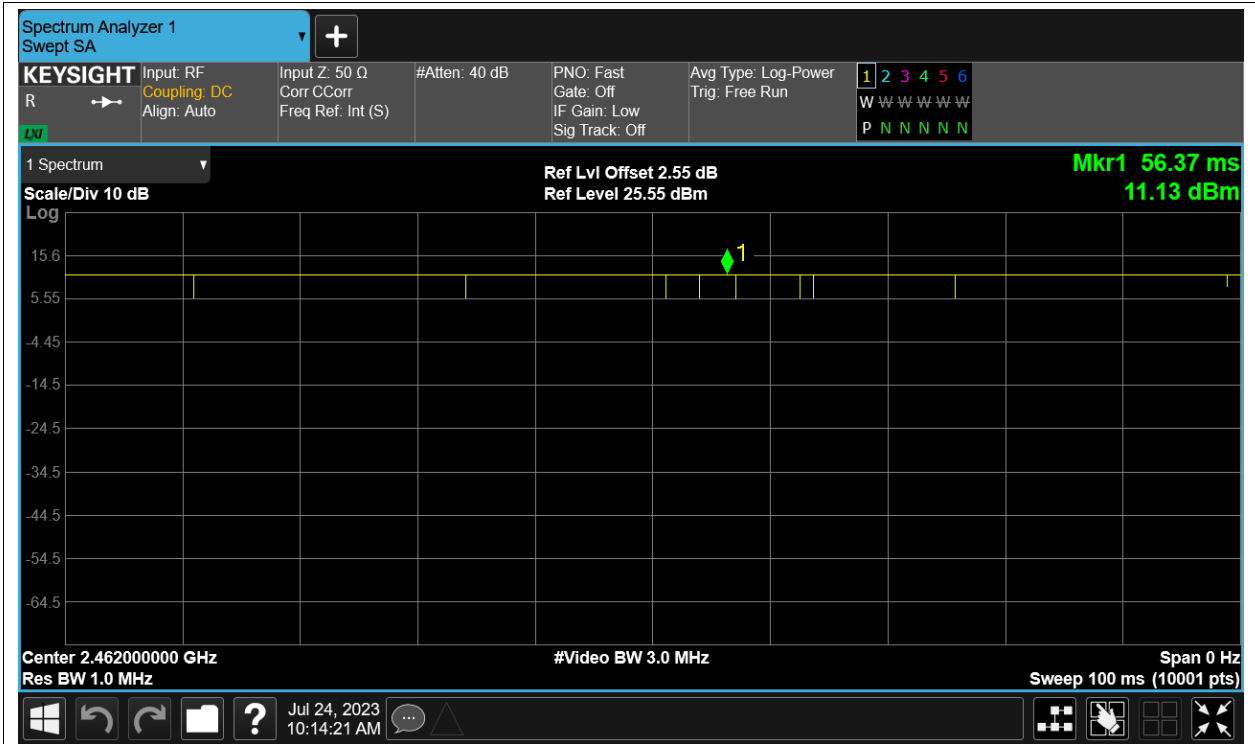 Spectrum Analyzer 1
Swept SA
KEYSIGHT
R
LXI
Input: RF
Coupling: DC
Align: Auto
Input Z: 50 Ω
Corr CCorr
Freq Ref: Int (S)
#Atten: 40 dB
PNO: Fast
Gate: Off
IF Gain: Low
Sig Track: Off
Avg Type: Log-Power
Trig: Free Run
1 2 3 4 5 6
W W W W W W
P N N N N N
1 Spectrum
Scale/Div 10 dB
Log
Ref Lvl Offset 2.55 dB
Ref Level 25.55 dBm
Mkr1 56.37 ms
11.13 dBm
1
15.6
5.55
-4.45
-14.5
-24.5
-34.5
-44.5
-54.5
-64.5
Center 2.462000000 GHz
#Video BW 3.0 MHz
Span 0 Hz
Res BW 1.0 MHz
Sweep 100 ms (10001 pts)
?
Jul 24, 2023
10:14:21 AM